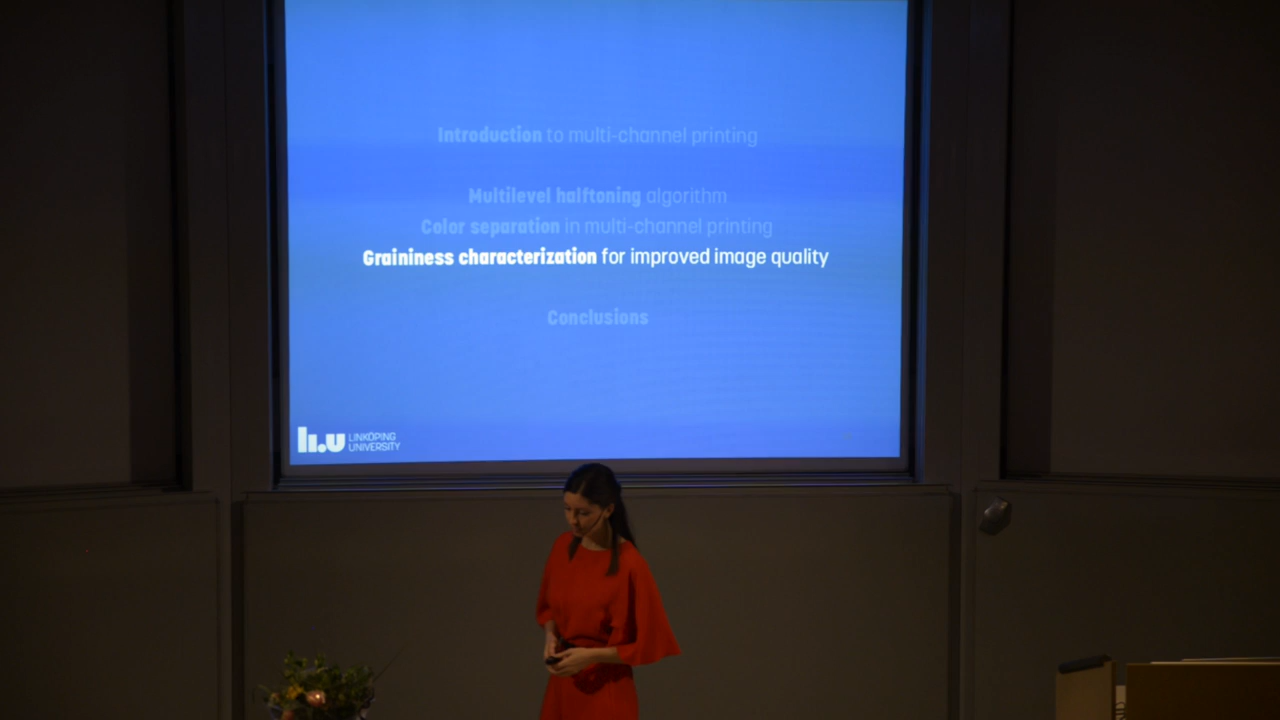 Introduction to multi-channel printing
Multilevel halftoning algorithm
Color separation in multi-channel printing
Graininess characterization for improved image quality
Conclusions
li.u LINKÖPING
UNIVERSITY